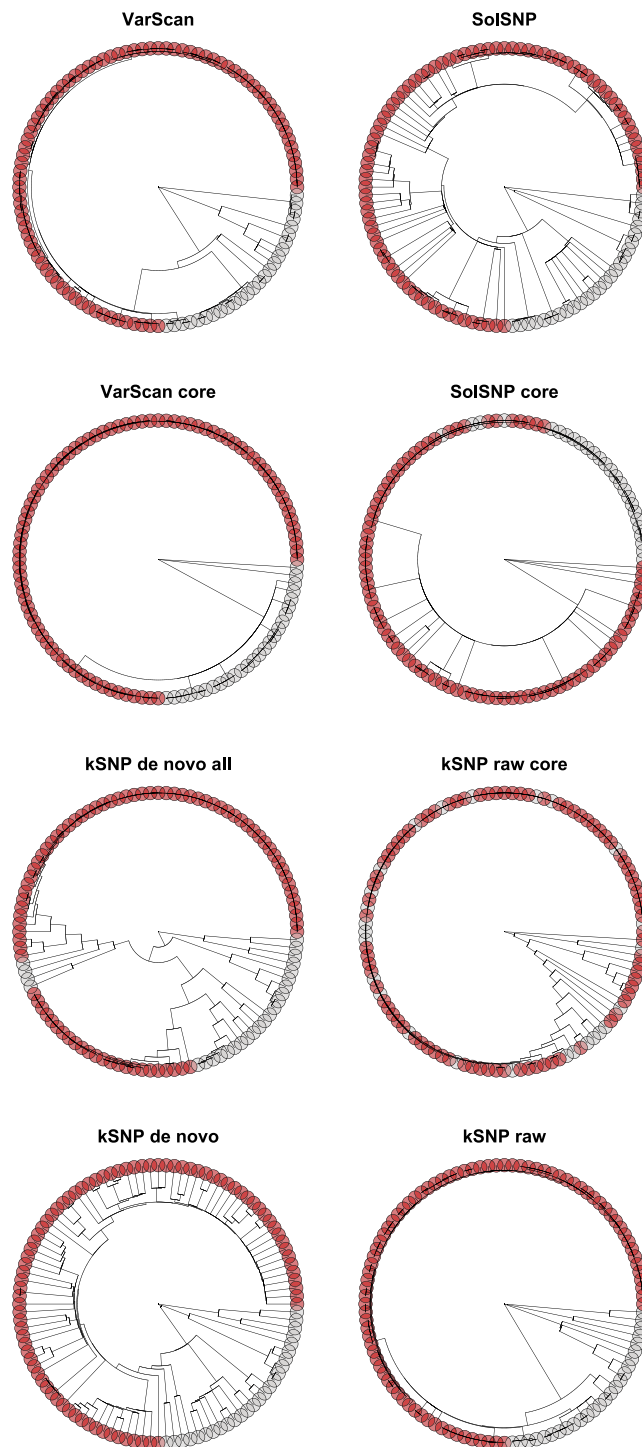 VarScan
SolSNP
VarScan core
SolSNP core
kSNP de novo all
kSNP raw core
kSNP de novo
kSNP raw